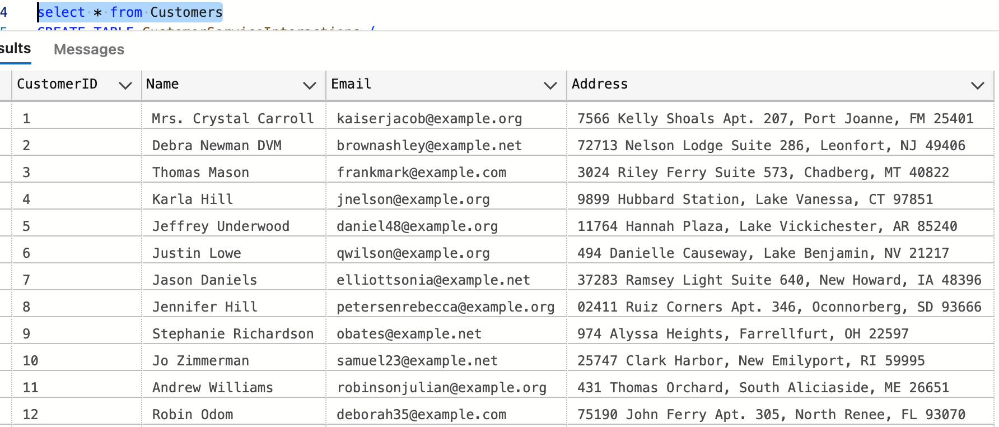 4 select * from Customers
5 CREATE TABLE CustomerServiceInteractions (
sults Messages
CustomerID Name Email Address
1 Mrs. Crystal Carroll kaiserjacob@example.org 7566 Kelly Shoals Apt. 207, Port Joanne, FM 25401
2 Debra Newman DVM brownashley@example.net 72713 Nelson Lodge Suite 286, Leonfort, NJ 49406
3 Thomas Mason frankmark@example.com 3024 Riley Ferry Suite 573, Chadberg, MT 40822
4 Karla Hill jnelson@example.org 9899 Hubbard Station, Lake Vanessa, CT 97851
5 Jeffrey Underwood daniel48@example.org 11764 Hannah Plaza, Lake Vickichester, AR 85240
6 Justin Lowe qwilson@example.org 494 Danielle Causeway, Lake Benjamin, NV 21217
7 Jason Daniels elliottsonia@example.net 37283 Ramsey Light Suite 640, New Howard, IA 48396
8 Jennifer Hill petersenrebecca@example.org 02411 Ruiz Corners Apt. 346, Oconnorberg, SD 93666
9 Stephanie Richardson obates@example.net 974 Alyssa Heights, Farrellfurt, OH 22597
10 Jo Zimmerman samuel23@example.net 25747 Clark Harbor, New Emilyport, RI 59995
11 Andrew Williams robinsonjulian@example.org 431 Thomas Orchard, South Aliciaside, ME 26651
12 Robin Odom deborah35@example.com 75190 John Ferry Apt. 305, North Renee, FL 93070